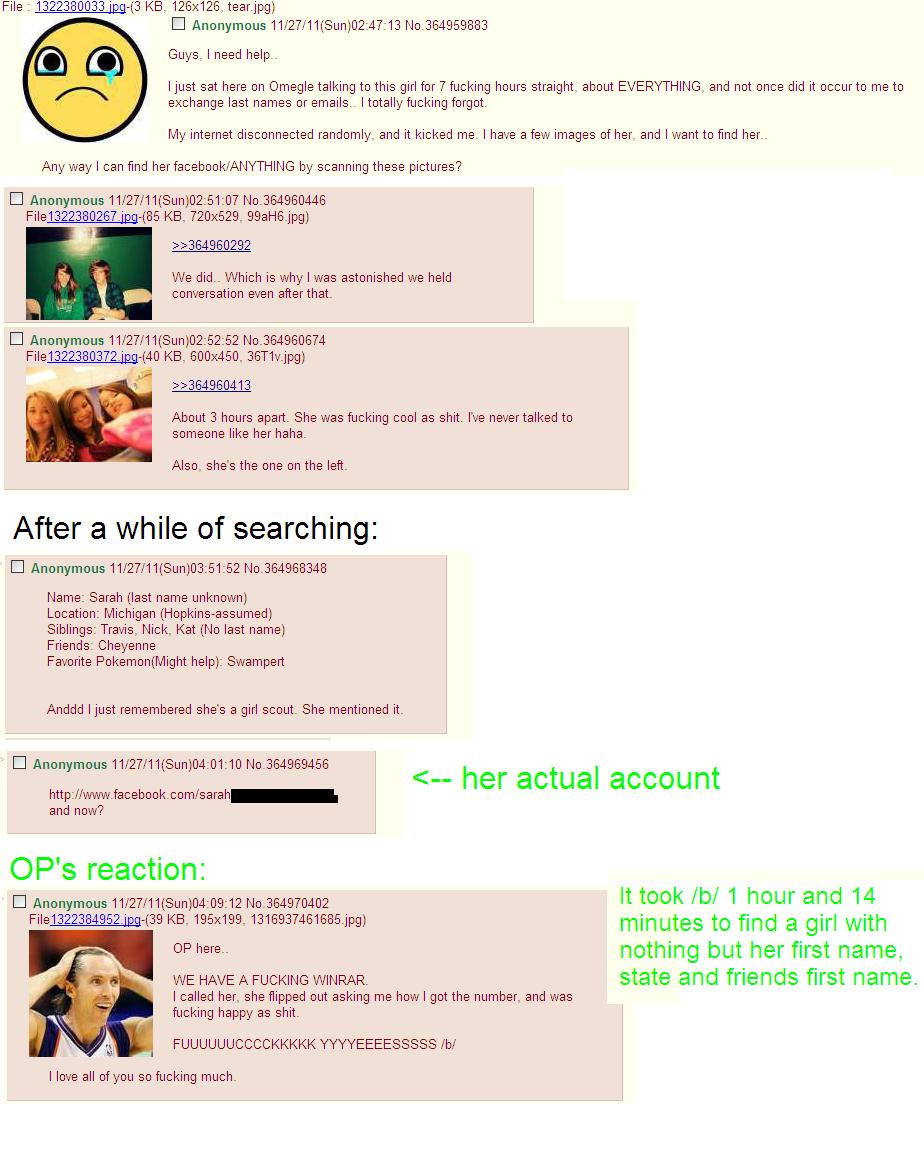 File : 1322380033.jpg-(3 KB, 126x126, tear.jpg)
Anonymous 11/27/11(Sun)02:47:13 No.364959883
Guys, I need help..
I just sat here on Omegle talking to this girl for 7 fucking hours straight, about EVERYTHING, and not once did it occur to me to
exchange last names or emails.. I totally fucking forgot.
My internet disconnected randomly, and it kicked me. I have a few images of her, and I want to find her..
Any way I can find her facebook/ANYTHING by scanning these pictures?
Anonymous 11/27/11(Sun)02:51:07 No.364960446
File1322380267.jpg-(85 KB, 720x529, 99aH6.jpg)
>>364960292
We did.. Which is why I was astonished we held
conversation even after that.
Anonymous 11/27/11(Sun)02:52:52 No.364960674
File1322380372.jpg-(40 KB, 600x450, 36T1v.jpg)
>>364960413
About 3 hours apart. She was fucking cool as shit. I've never talked to
someone like her haha.
Also, she's the one on the left.
After a while of searching:
Anonymous 11/27/11(Sun)03:51:52 No.364968348
Name: Sarah (last name unknown)
Location: Michigan (Hopkins-assumed)
Siblings: Travis, Nick, Kat (No last name)
Friends: Cheyenne
Favorite Pokemon(Might help): Swampert
Anddd I just remembered she's a girl scout. She mentioned it.
Anonymous 11/27/11(Sun)04:01:10 No.364969456
http://www.facebook.com/sarah
and now?
<-- her actual account
OP's reaction:
Anonymous 11/27/11(Sun)04:09:12 No.364970402
File1322384952.jpg-(39 KB, 195x199, 1316937461685.jpg)
OP here..
WE HAVE A FUCKING WINRAR.
I called her, she flipped out asking me how I got the number, and was
fucking happy as shit.
FUUUUUUCCCCKKKKK YYYYEEEESSSSS /b/
I love all of you so fucking much.
It took /b/ 1 hour and 14
minutes to find a girl with
nothing but her first name,
state and friends first name.